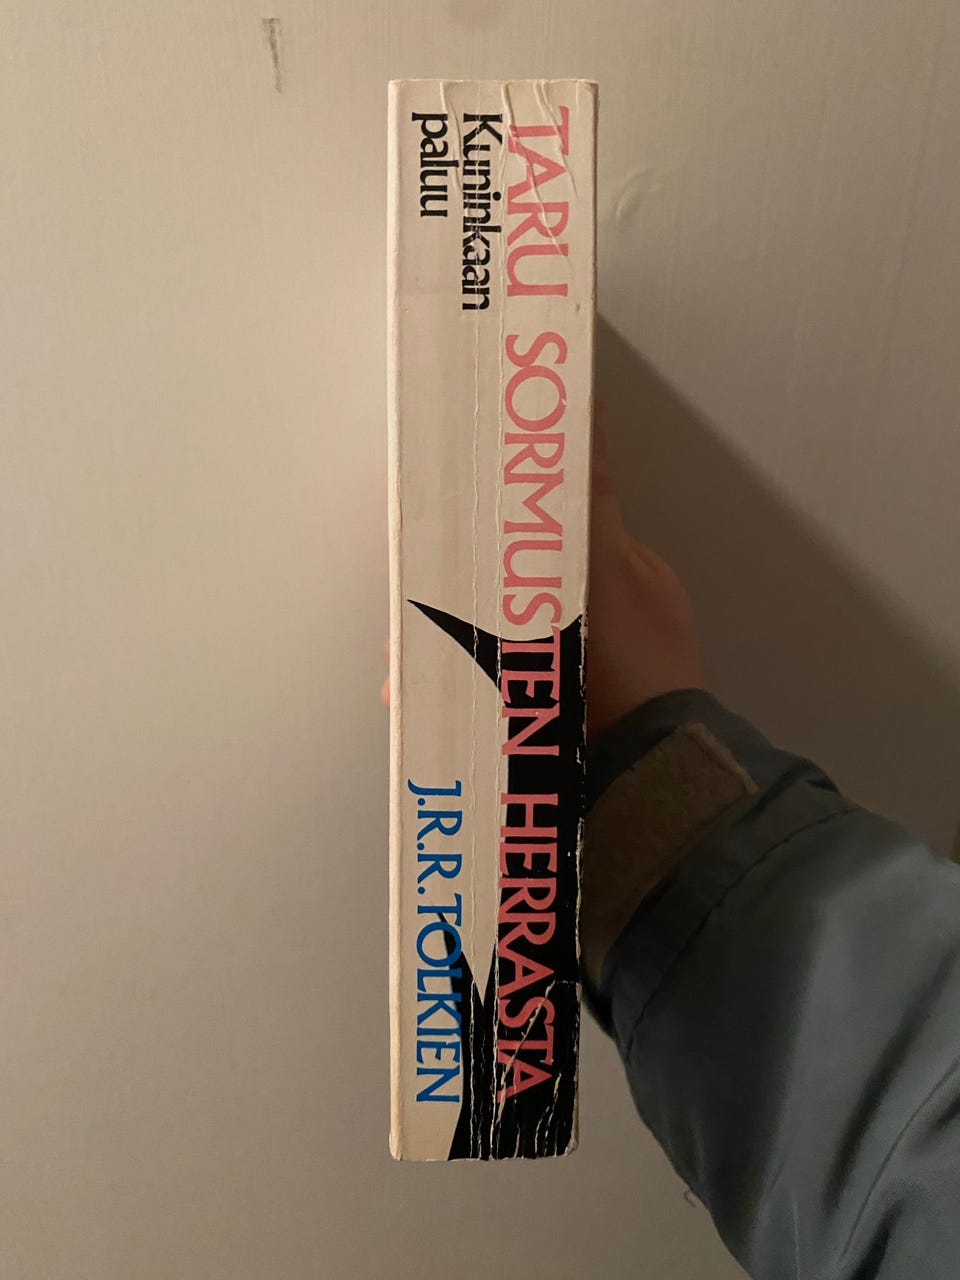 TARU SORMUSTEN HERRASTA
Kuninkaan
paluu
J.R.R. TOLKIEN